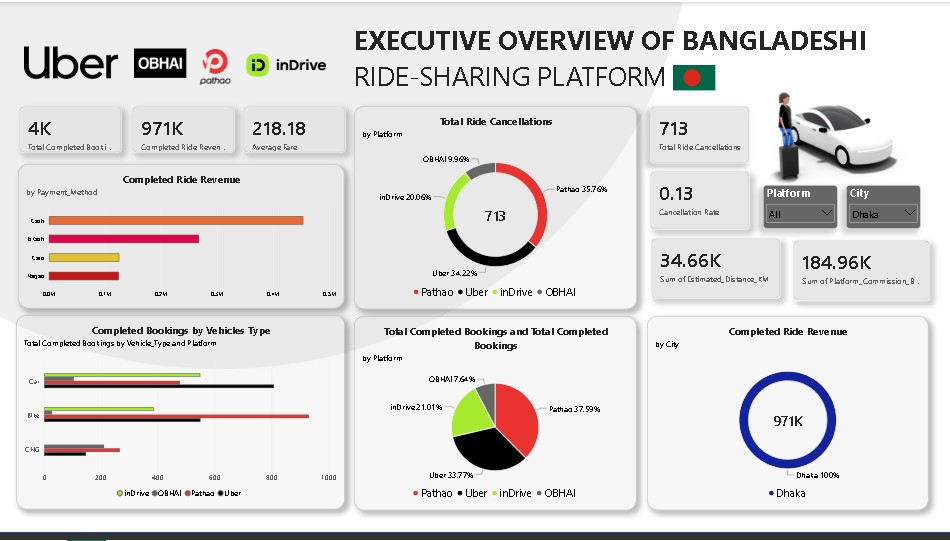 Uber
OBHAI
pathao
iD inDrive
EXECUTIVE OVERVIEW OF BANGLADESHI
RIDE-SHARING PLATFORM
4K
Total Completed Booki...
971K
Completed Ride Reven...
218.18
Average Fare
Completed Ride Revenue
by Payment_Method
Cash
bKash
Card
Nagad
0.0M 0.1M 0.2M 0.3M 0.4M 0.5M
Total Ride Cancellations
by Platform
OBHAI 9.96%
Pathao 35.76%
inDrive 20.06%
713
Uber 34.22%
Pathao Uber inDrive OBHAI
713
Total Ride Cancellations
0.13
Cancellation Rate
Platform
All
City
Dhaka
34.66K
Sum of Estimated_Distance_KM
184.96K
Sum of Platform_Commission_B...
Completed Bookings by Vehicles Type
Total Completed Bookings by Vehicle_Type and Platform
Car
Bike
CNG
0 200 400 600 800 1000
inDrive OBHAI Pathao Uber
Total Completed Bookings and Total Completed
Bookings
by Platform
OBHAI 7.64%
inDrive 21.01%
Pathao 37.59%
Uber 33.77%
Pathao Uber inDrive OBHAI
Completed Ride Revenue
by City
971K
Dhaka 100%
Dhaka